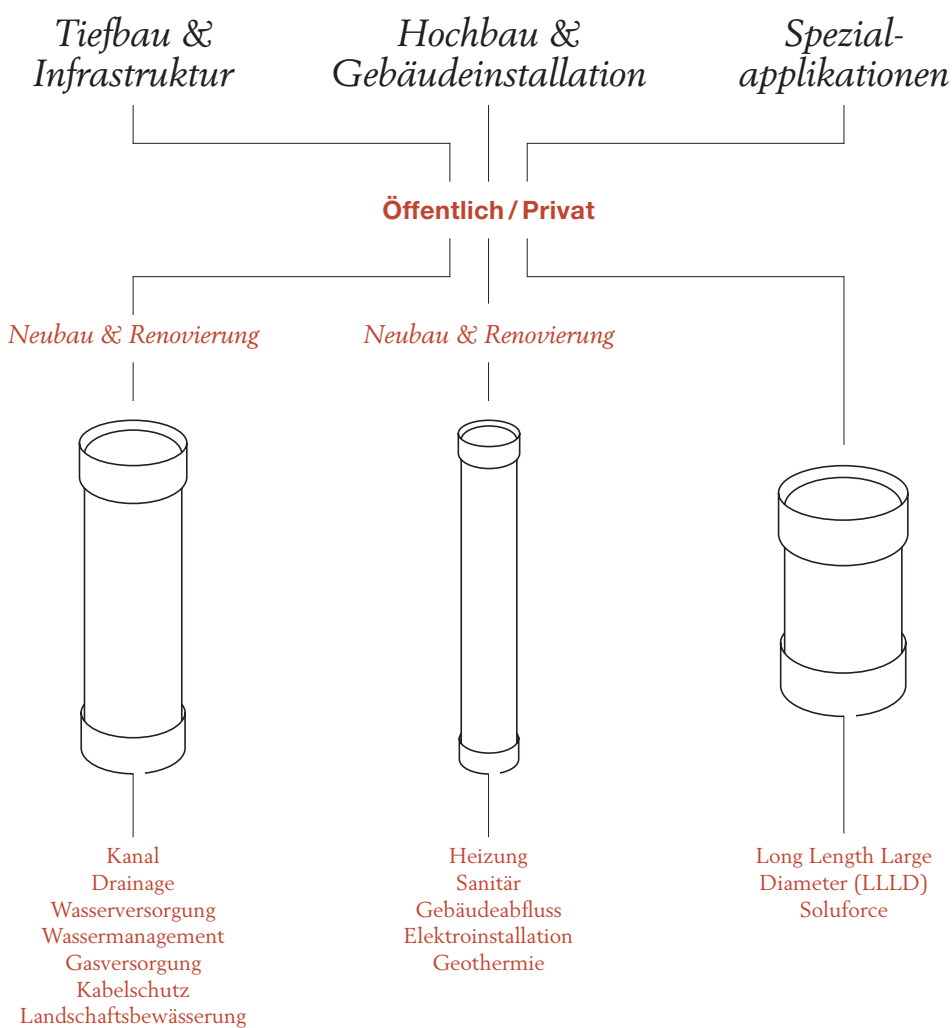 Tiefbau &
Infrastruktur
Hochbau &
Gebäudeinstallation
Spezial-
applikationen
Öffentlich / Privat
Neubau & Renovierung
Neubau & Renovierung
Kanal
Drainage
Wasserversorgung
Wassermanagement
Gasversorgung
Kabelschutz
Landschaftsbewässerung
Heizung
Sanitär
Gebäudeabfluss
Elektroinstallation
Geothermie
Long Length Large
Diameter (LLLD)
Soluforce